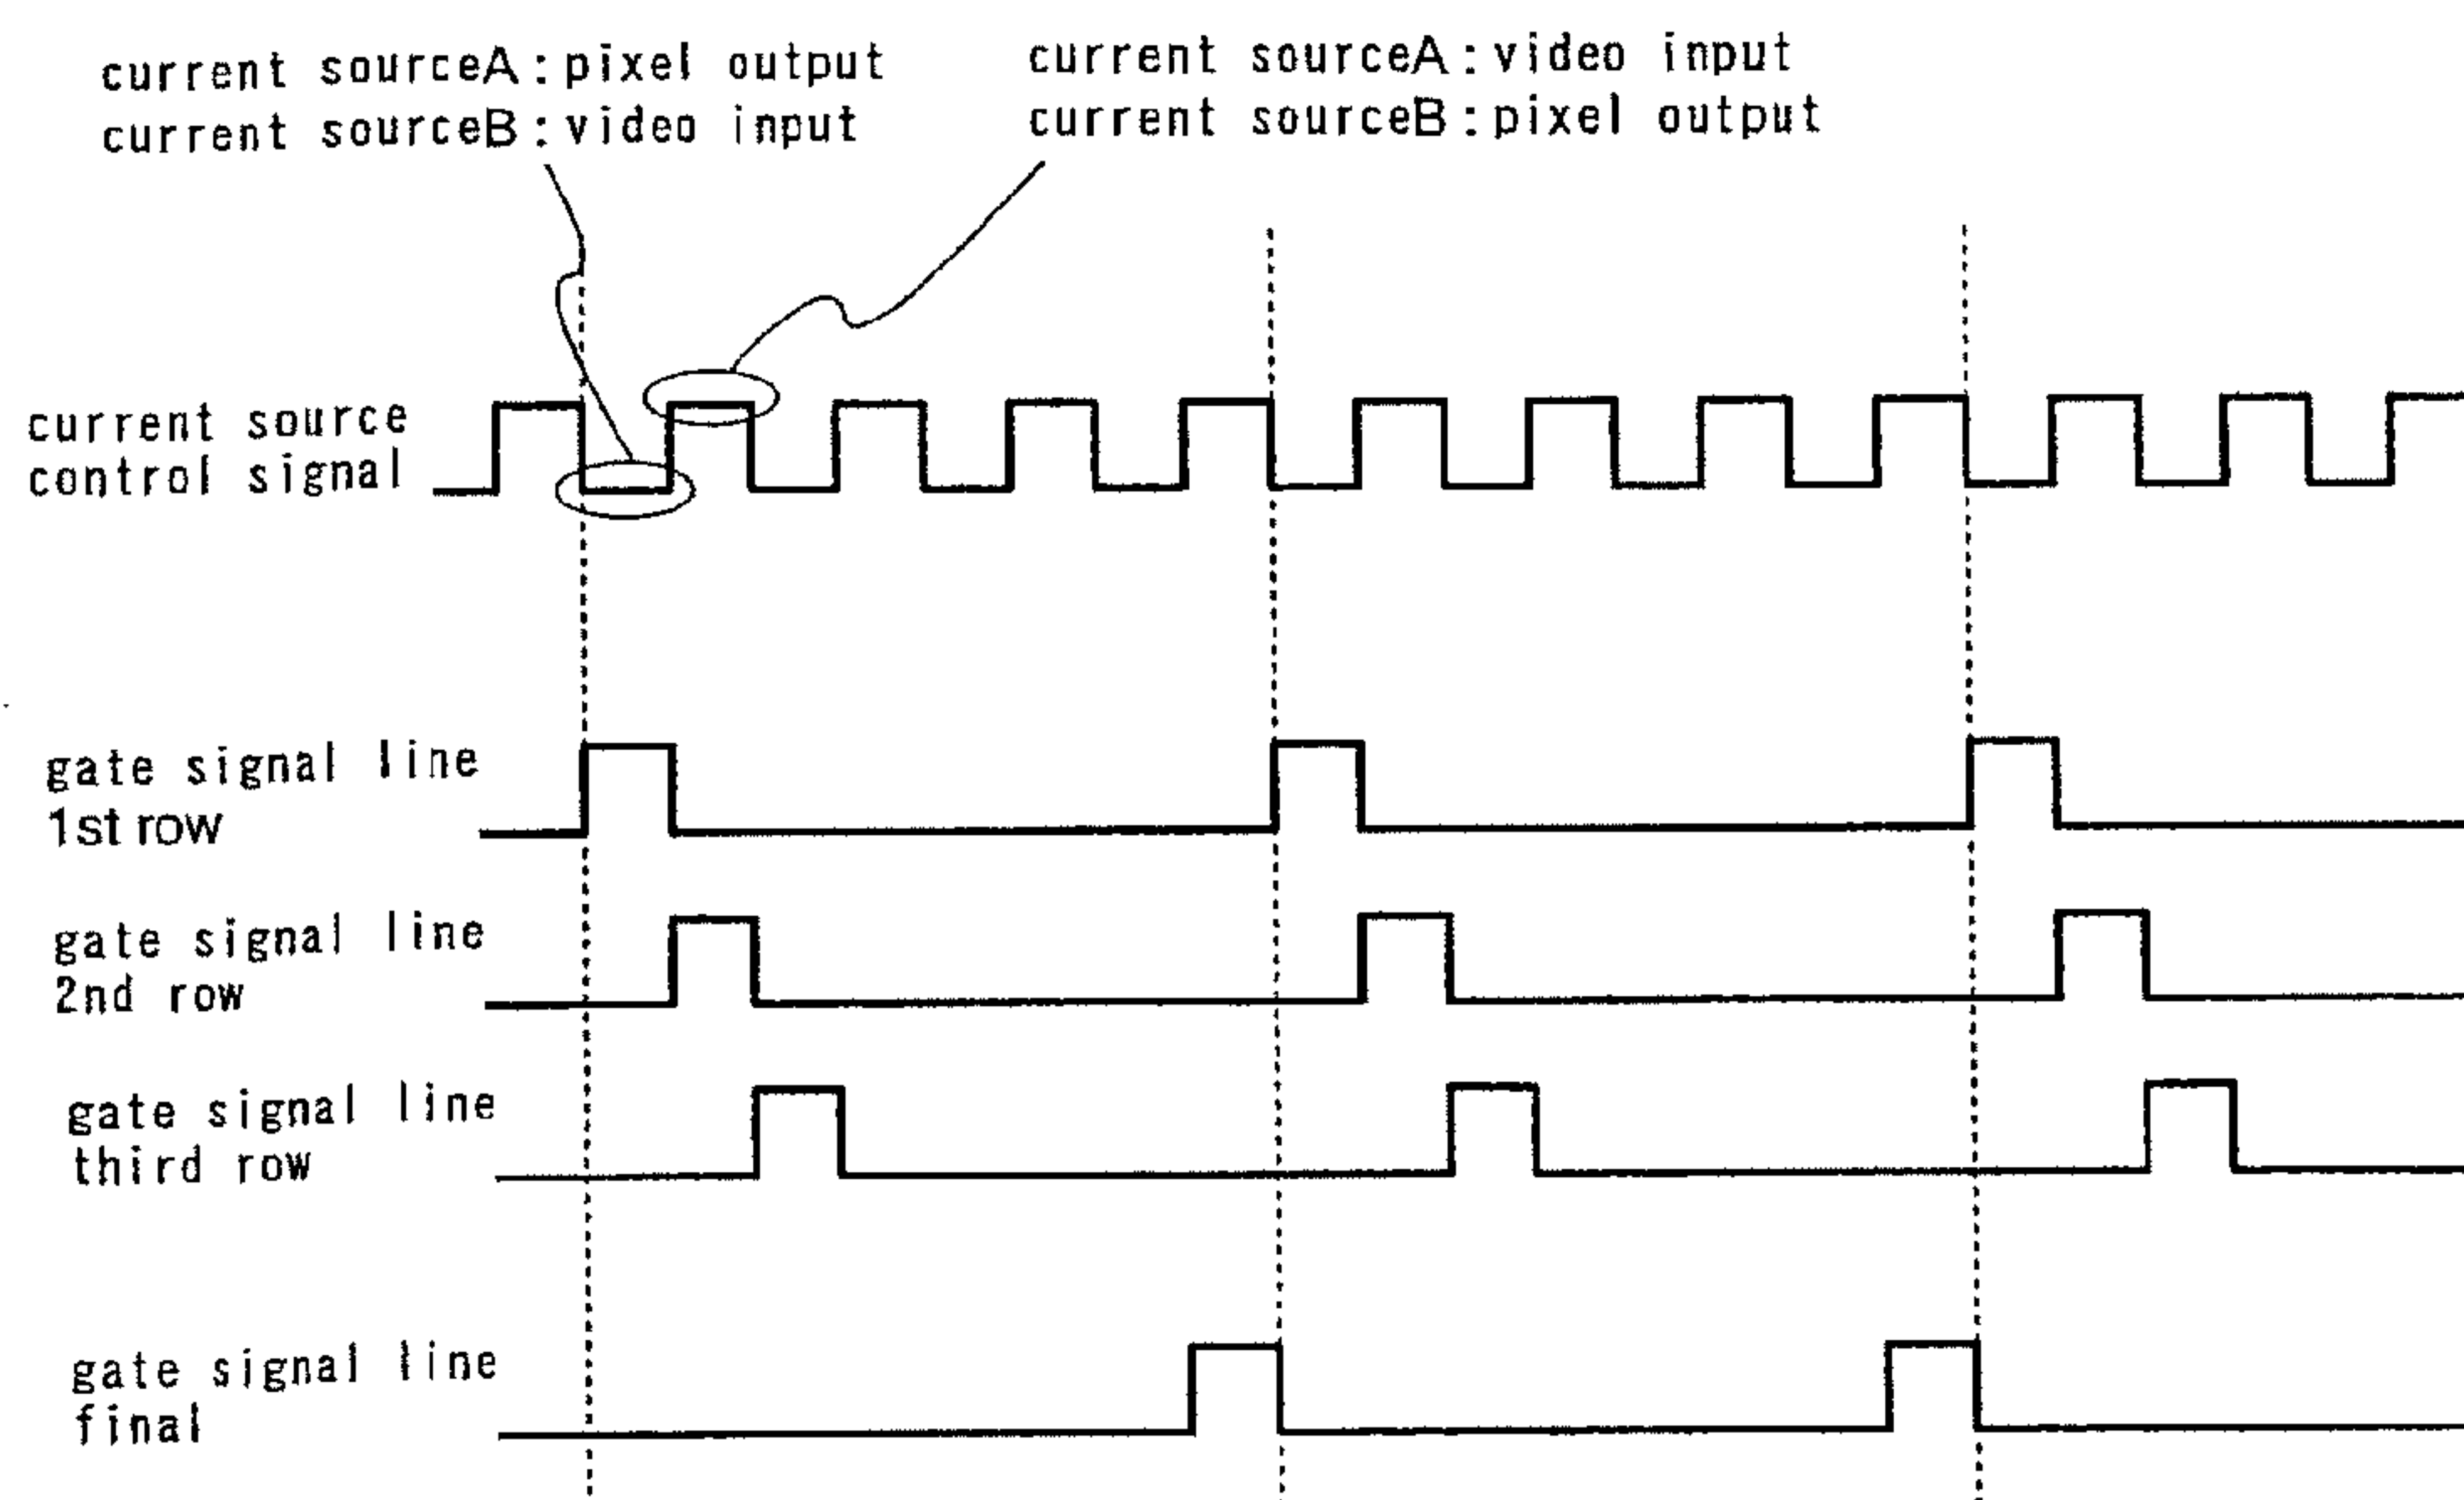 current sourceA:pixel output
current sourceB:video input
current sourceA:video input
current sourceB:pixel output
current source
control signal
gate signal line
1st row
gate signal line
2nd row
gate signal line
third row
gate signal line
final